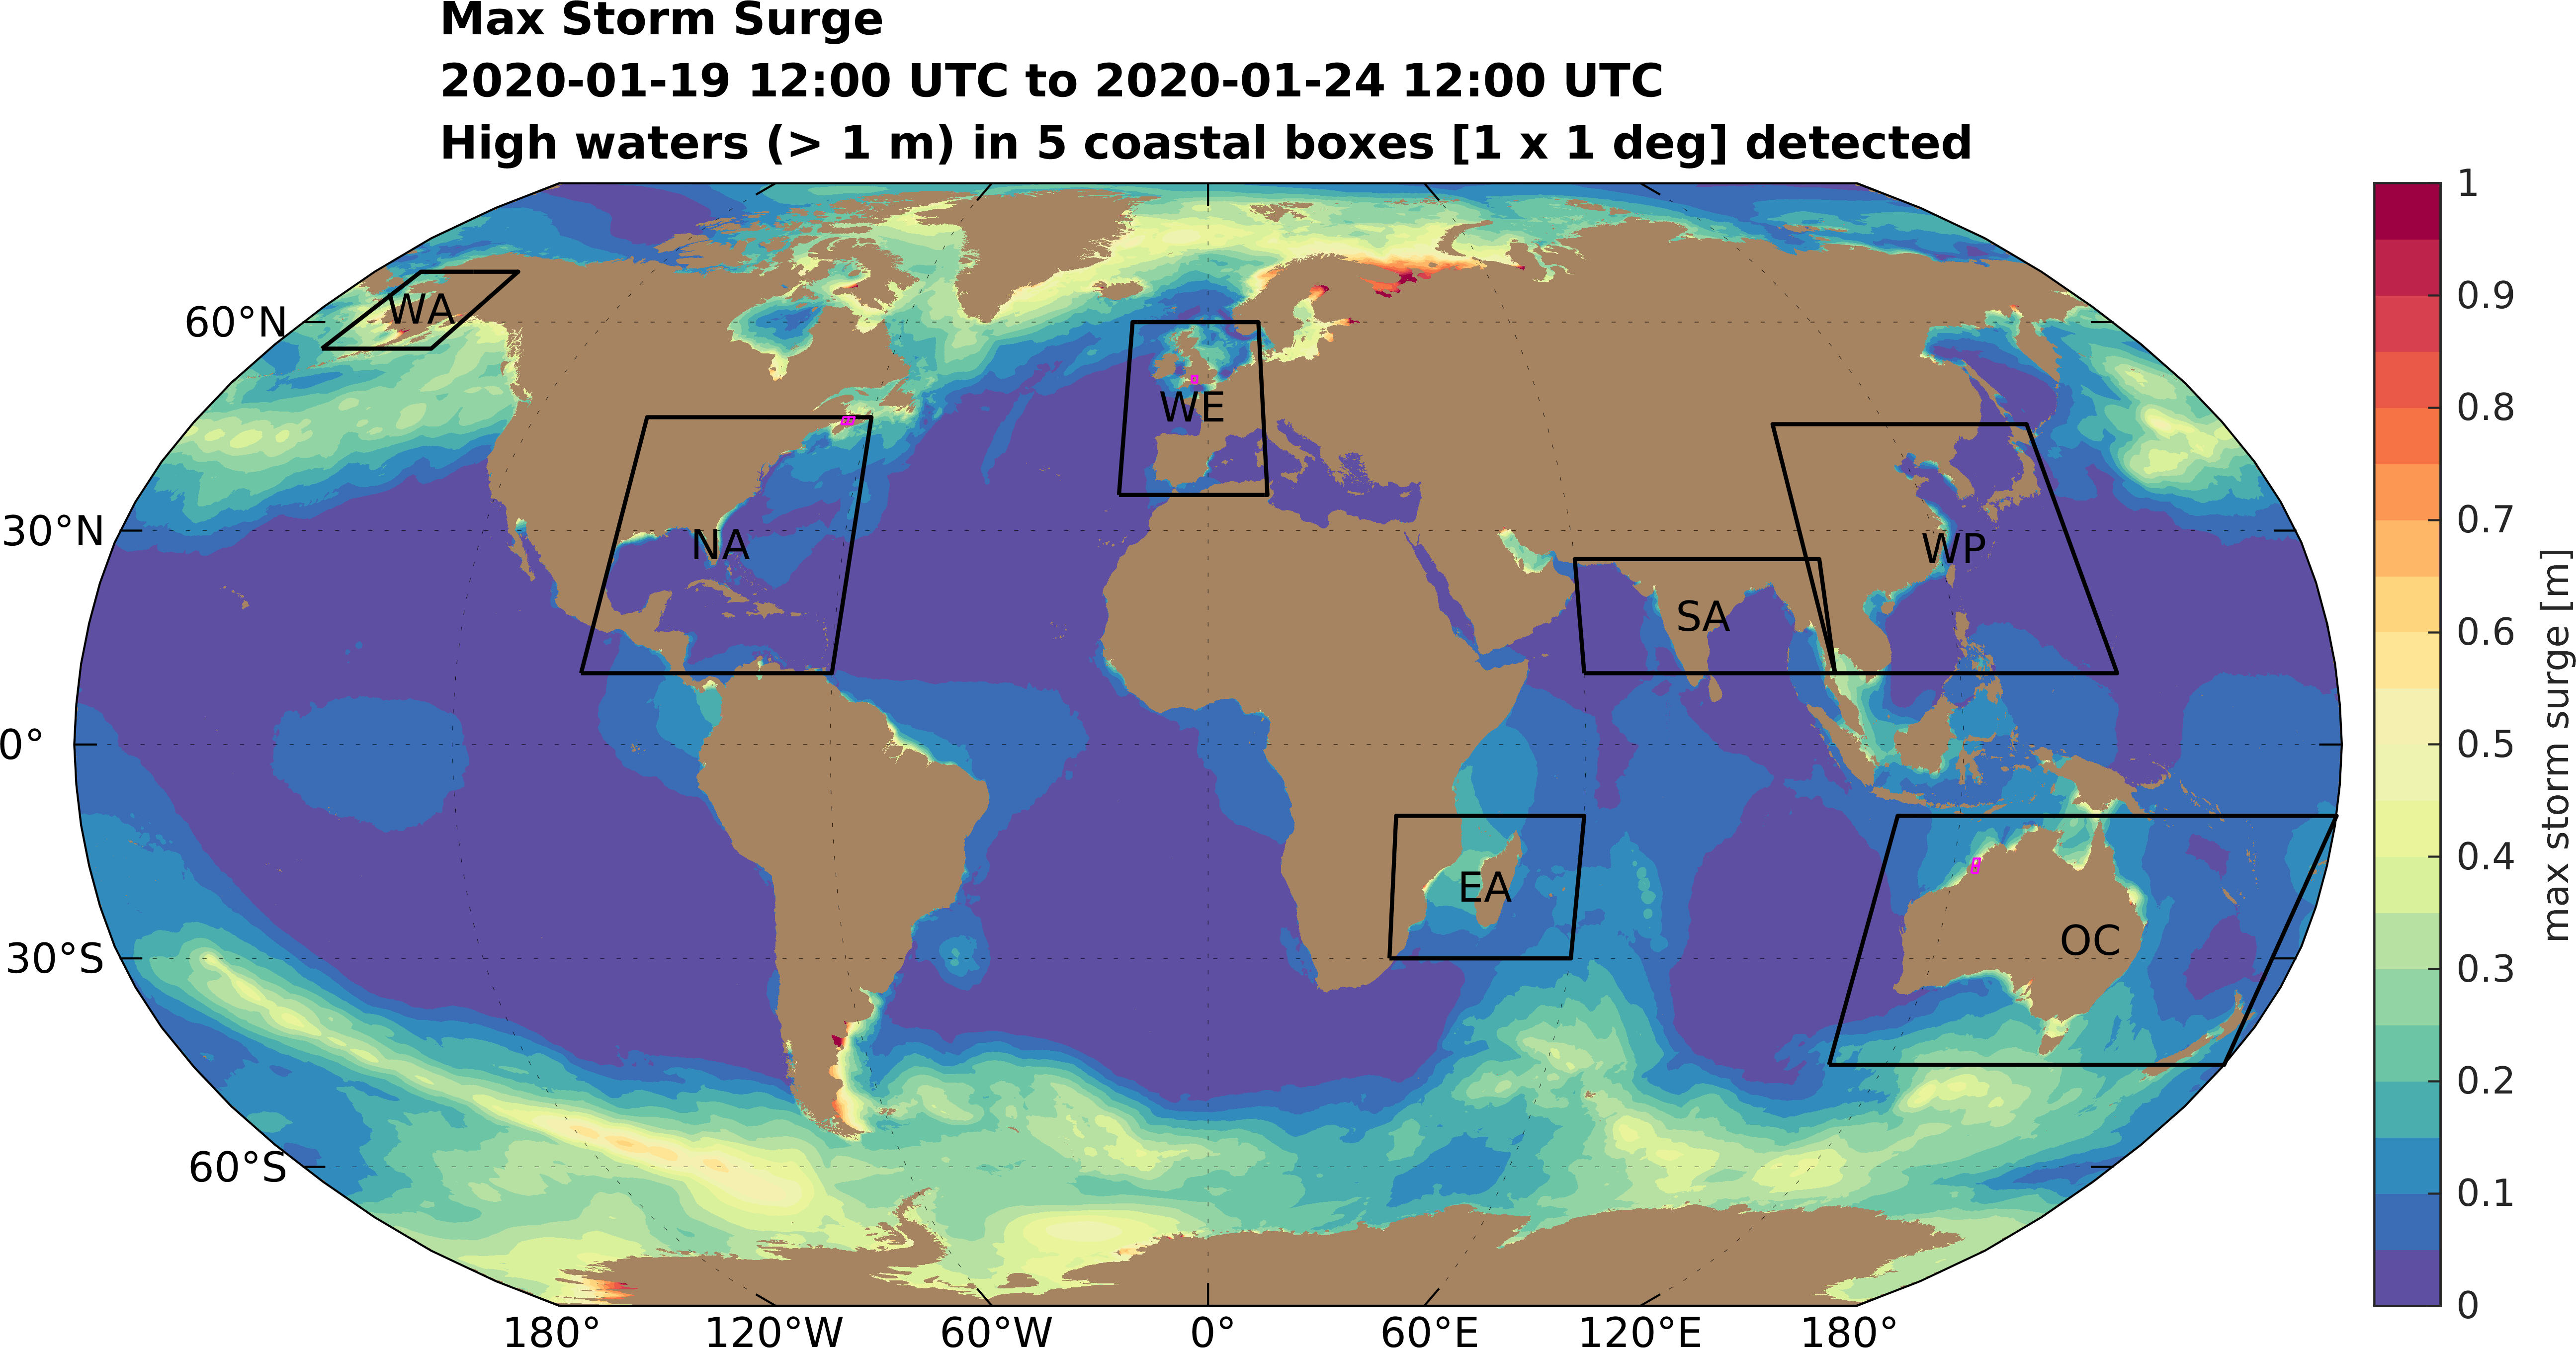 Max Storm Surge
2020-01-19 12:00 UTC to 2020-01-24 12:00 UTC
High waters (> 1 m) in 5 coastal boxes [1 x 1 deg] detected
60°N
30°N
0°
30°S
60°S
180°
120°W
60°W
0°
60°E
120°E
180°
WA
WE
NA
WP
SA
EA
OC
1
0.9
0.8
0.7
0.6
0.5
0.4
0.3
0.2
0.1
0
max storm surge [m]